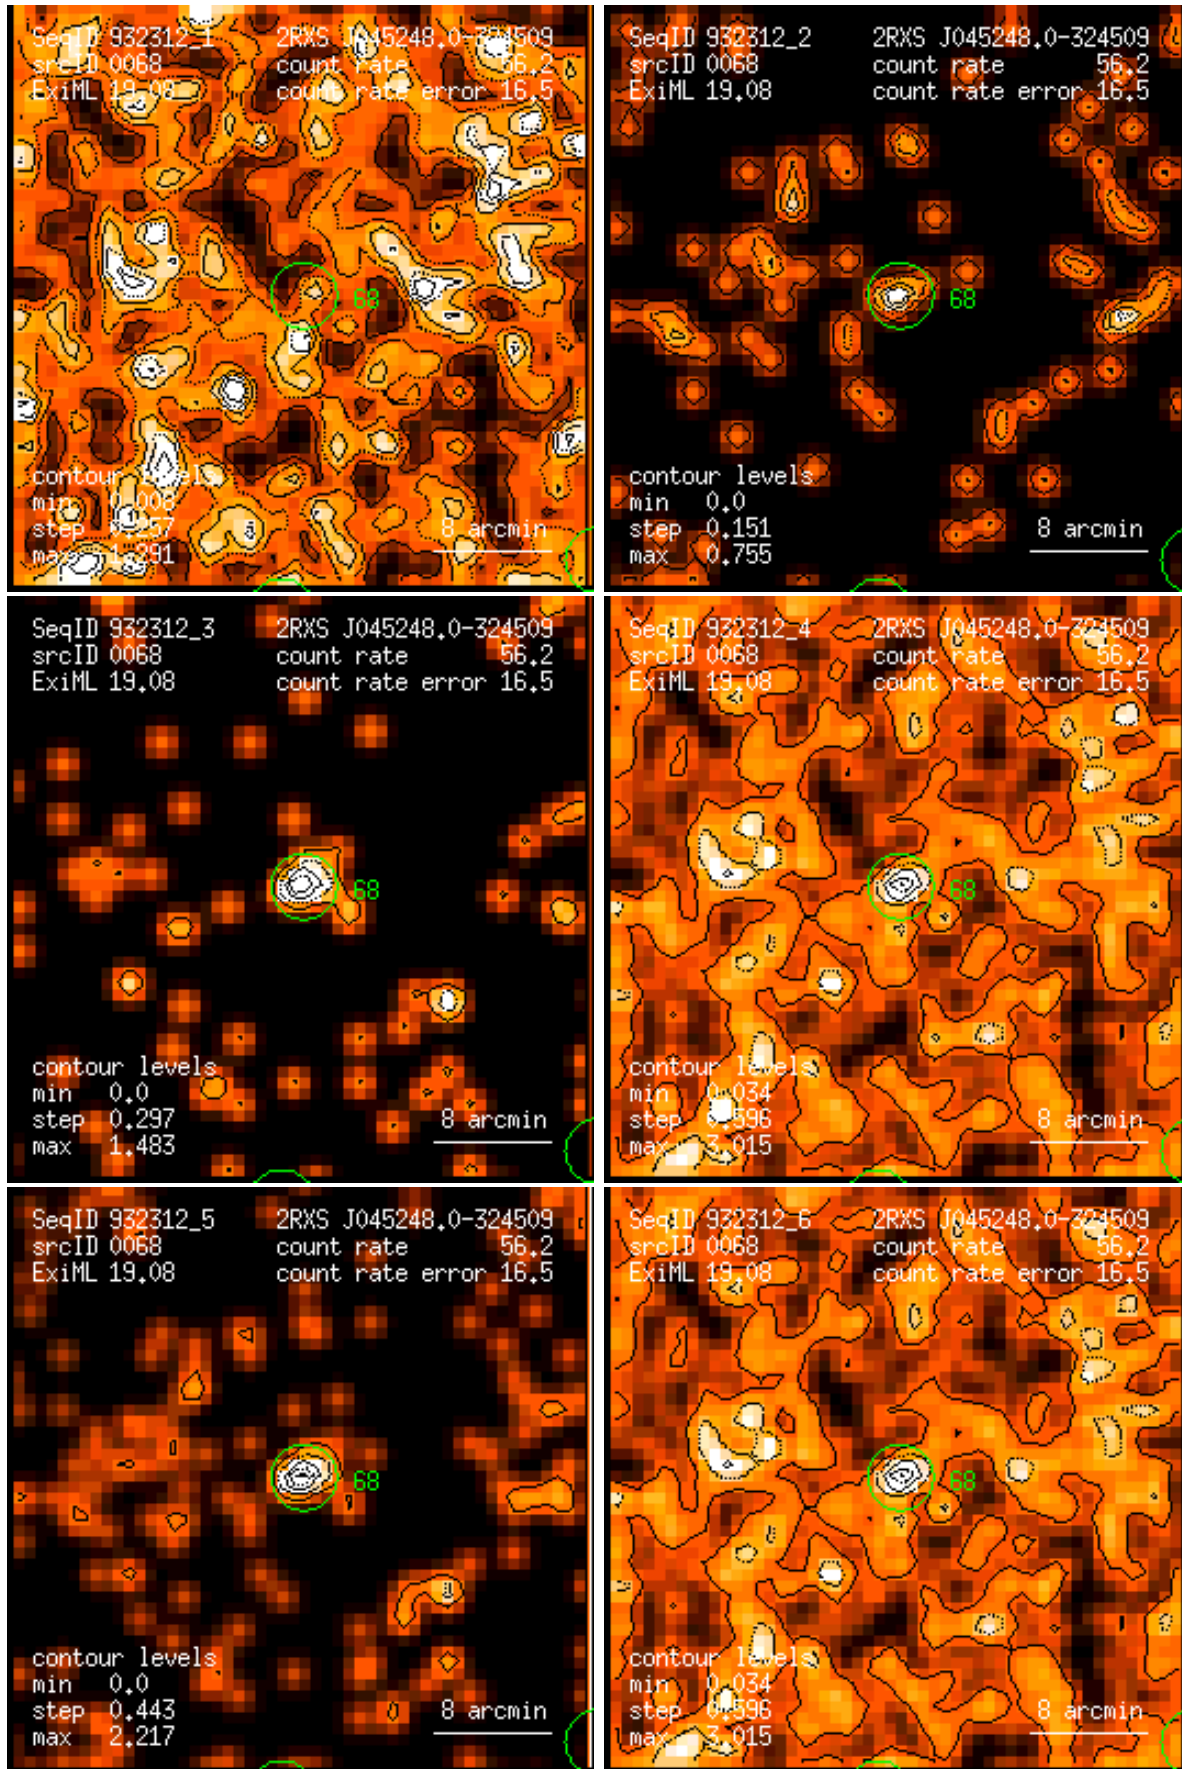 SeqID 932312_1 2RXS J045248.0-324509
srcID 0068 count rate 56.2
ExiML 19.08 count rate error 16.5
68
contour levels
min 0.008
step 0.257
max 1.291
8 arcmin
SeqID 932312_2 2RXS J045248.0-324509
srcID 0068 count rate 56.2
ExiML 19.08 count rate error 16.5
68
contour levels
min 0.0
step 0.151
max 0.755
8 arcmin
SeqID 932312_3 2RXS J045248.0-324509
srcID 0068 count rate 56.2
ExiML 19.08 count rate error 16.5
68
contour levels
min 0.0
step 0.297
max 1.483
8 arcmin
SeqID 932312_4 2RXS J045248.0-324509
srcID 0068 count rate 56.2
ExiML 19.08 count rate error 16.5
68
contour levels
min 0.034
step 0.596
max 3.015
8 arcmin
SeqID 932312_5 2RXS J045248.0-324509
srcID 0068 count rate 56.2
ExiML 19.08 count rate error 16.5
68
contour levels
min 0.0
step 0.443
max 2.217
8 arcmin
SeqID 932312_6 2RXS J045248.0-324509
srcID 0068 count rate 56.2
ExiML 19.08 count rate error 16.5
68
contour levels
min 0.034
step 0.596
max 3.015
8 arcmin